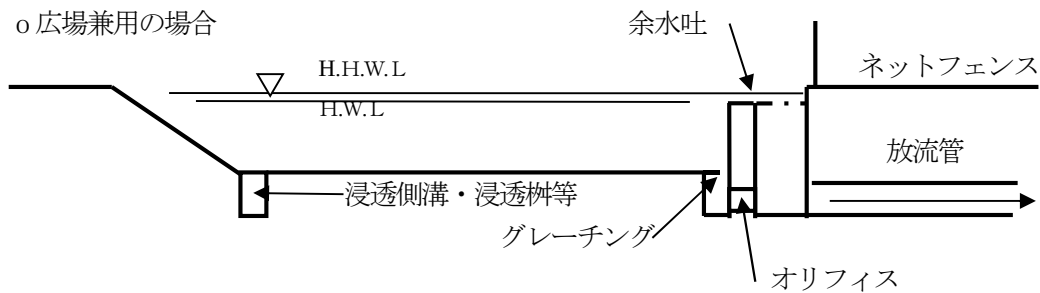 o 広場兼用の場合
余水吐
H.H.W.L
ネットフェンス
H.W.L
放流管
浸透側溝・浸透桝等
グレーチング
オリフィス